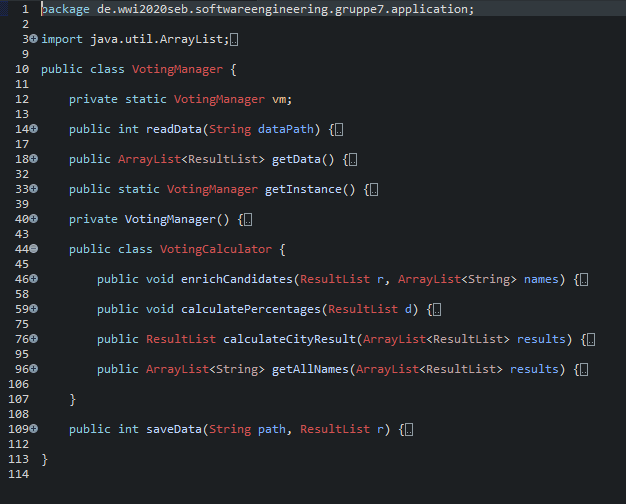 1 package de.wwi2020seb.softwareengineering.gruppe7.application;
2
3 import java.util.ArrayList;
9
10 public class VotingManager {
11
12 private static VotingManager vm;
13
14 public int readData(String dataPath) {
17
18 public ArrayList<ResultList> getData() {
32
33 public static VotingManager getInstance() {
39
40 private VotingManager() {
43
44 public class VotingCalculator {
45
46 public void enrichCandidates(ResultList r, ArrayList<String> names) {
58
59 public void calculatePercentages(ResultList d) {
75
76 public ResultList calculateCityResult(ArrayList<ResultList> results) {
95
96 public ArrayList<String> getAllNames(ArrayList<ResultList> results) {
106
107 }
108
109 public int saveData(String path, ResultList r) {
112
113 }
114